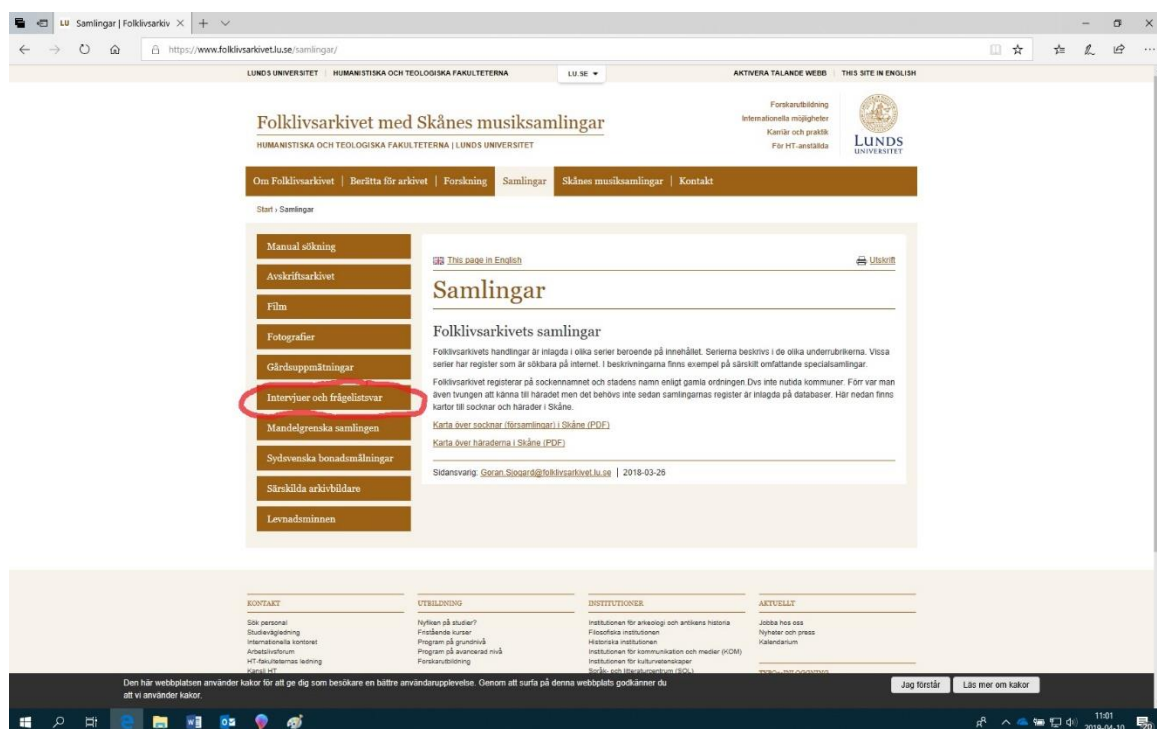 LU Samlingar | Folklivsarkiv
https://www.folklivsarkivet.lu.se/samlingar/
LUNDS UNIVERSITET | HUMANISTISKA OCH TEOLOGISKA FAKULTETERNA
LU.SE
AKTIVERA TALANDE WEBB | THIS SITE IN ENGLISH
Folklivsarkivet med Skånes musiksamlingar
HUMANISTISKA OCH TEOLOGISKA FAKULTETERNA | LUNDS UNIVERSITET
Forskarutbildning
Internationella möjligheter
Karriär och praktik
För HT-anställda
LUNDS
UNIVERSITET
Om Folklivsarkivet | Berätta för arkivet | Forskning Samlingar Skånes musiksamlingar | Kontakt
Start › Samlingar
Manual sökning
Avskriftsarkivet
Film
Fotografier
Gårdsuppmätningar
Intervjuer och frågelistsvar
Mandelgrenska samlingen
Sydsvenska bonadsmålningar
Särskilda arkivbildare
Levnadsminnen
This page in English
Utskrift
Samlingar
Folklivsarkivets samlingar
Folklivsarkivets handlingar är inlagda i olika serier beroende på innehållet. Serierna beskrivs i de olika underrubrikerna. Vissa
serier har register som är sökbara på internet. I beskrivningarna finns exempel på särskilt omfattande specialsamlingar.
Folklivsarkivet registerar på sockennamnet och stadens namn enligt gamla ordningen.Dvs inte nutida kommuner. Förr var man
även tvungen att känna till häradet men det behövs inte sedan samlingarnas register är inlagda på databaser. Här nedan finns
kartor till socknar och härader i Skåne.
Karta över socknar (församlingar) i Skåne (PDF)
Karta över häraderna i Skåne (PDF)
Sidansvarig: Goran.Sjogard@folklivsarkivet.lu.se | 2018-03-26
KONTAKT
Sök personal
Studievägledning
Internationella kontoret
Arbetslivsforum
HT-fakulteternas ledning
Kansli HT
UTBILDNING
Nyfiken på studier?
Fristående kurser
Program på grundnivå
Program på avancerad nivå
Forskarutbildning
INSTITUTIONER
Institutionen för arkeologi och antikens historia
Filosofiska institutionen
Historiska institutionen
Institutionen för kommunikation och medier (KOM)
Institutionen för kulturvetenskaper
Språk- och litteraturcentrum (SOL)
AKTUELLT
Jobba hos oss
Nyheter och press
Kalendarium
Den här webbplatsen använder kakor för att ge dig som besökare en bättre användarupplevelse. Genom att surfa på denna webbplats godkänner du
att vi använder kakor.
Jag förstår
Läs mer om kakor
11:01
2019-04-10